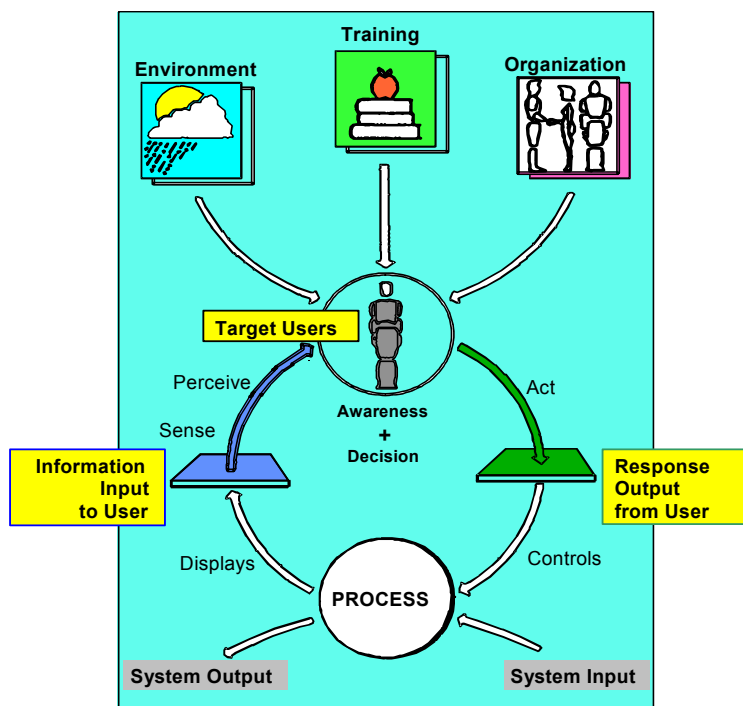 Training
Environment
Organization
Target Users
Perceive
Act
Sense
Awareness
+
Decision
Information
Input
to User
Response
Output
from User
Displays
Controls
PROCESS
System Output
System Input